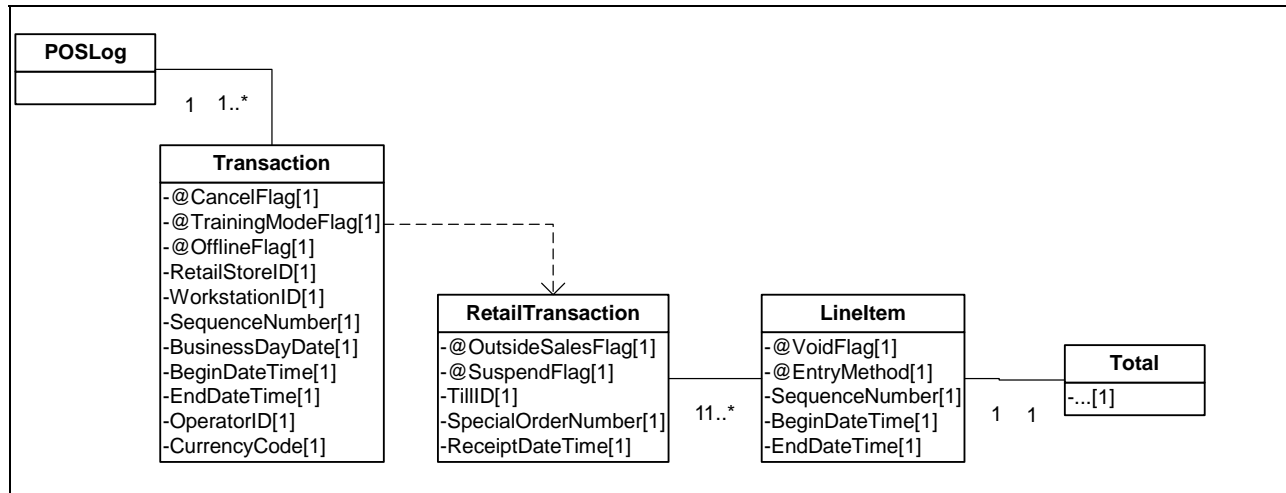 POSLog
1 1..*
Transaction
-@CancelFlag[1]
-@TrainingModeFlag[1]
-@OfflineFlag[1]
-RetailStoreID[1]
-WorkstationID[1]
-SequenceNumber[1]
-BusinessDayDate[1]
-BeginDateTime[1]
-EndDateTime[1]
-OperatorID[1]
-CurrencyCode[1]
RetailTransaction
-@OutsideSalesFlag[1]
-@SuspendFlag[1]
-TillID[1]
-SpecialOrderNumber[1]
-ReceiptDateTime[1]
11..*
LineItem
-@VoidFlag[1]
-@EntryMethod[1]
-SequenceNumber[1]
-BeginDateTime[1]
-EndDateTime[1]
1 1
Total
-...[1]